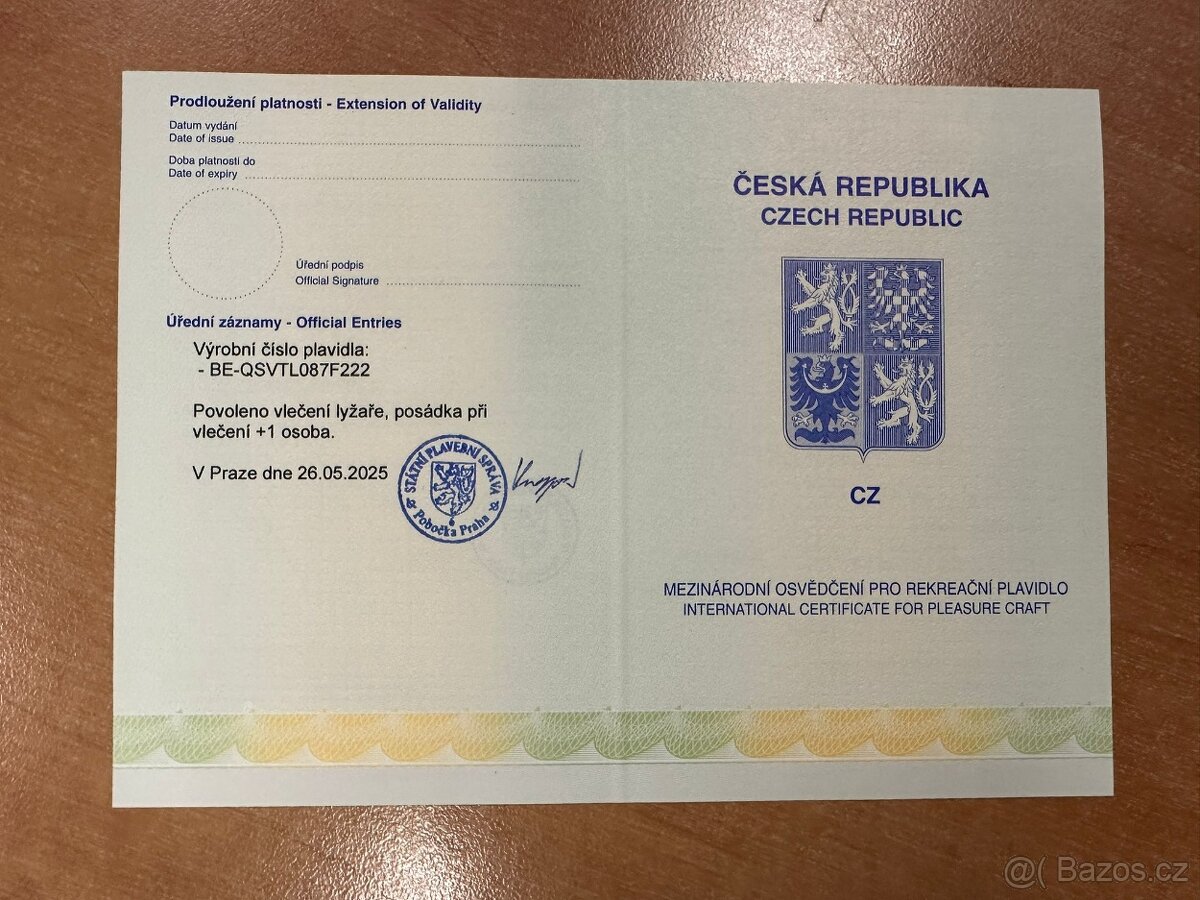 Prodloužení platnosti - Extension of Validity
Datum vydání
Date of issue
Doba platnosti do
Date of expiry
Úřední podpis
Official Signature
Úřední záznamy - Official Entries
Výrobní číslo plavidla:
- BE-QSVTL087F222
Povoleno vlečení lyžaře, posádka při
vlečení +1 osoba.
V Praze dne 26.05.2025
STÁTNÍ PLAVEBNÍ SPRÁVA
6
Pobočka Praha
ČESKÁ REPUBLIKA
CZECH REPUBLIC
CZ
MEZINÁRODNÍ OSVĚDČENÍ PRO REKREAČNÍ PLAVIDLO
INTERNATIONAL CERTIFICATE FOR PLEASURE CRAFT
@( Bazos.cz